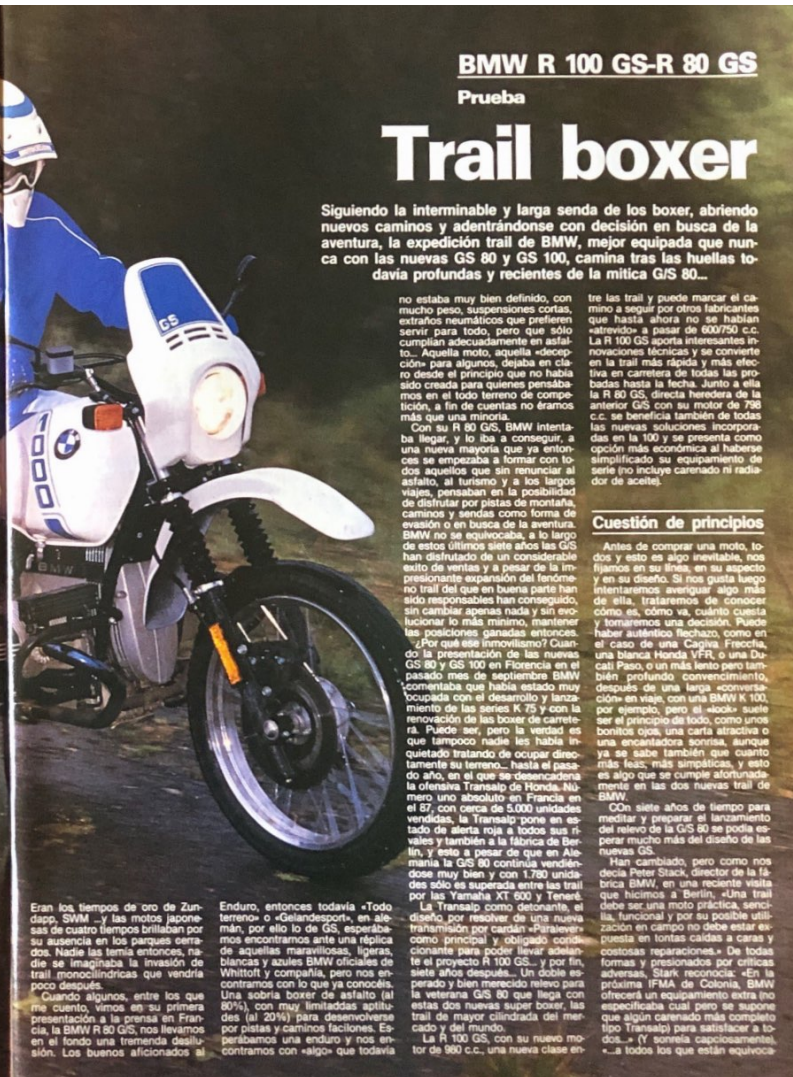 BMW R 100 GS-R 80 GS
Prueba
Trail boxer
Siguiendo la interminable y larga senda de los boxer, abriendo
nuevos caminos y adentrándonse con decisión en busca de la
aventura, la expedición trail de BMW, mejor equipada que nun-
ca con las nuevas GS 80 y GS 100, camina tras las huellas to-
davía profundas y recientes de la mítica G/S 80...
GS
1000
BMW
Eran los tiempos de oro de Zun-
dapp, SWM ...y las motos japone-
sas de cuatro tiempos brillaban por
su ausencia en los parques cerra-
dos. Nadie las temía entonces, na-
die se imaginaba la invasión de
trail monocilíndricas que vendría
poco después.
Cuando algunos, entre los que
me cuento, vimos en su primera
presentación a la prensa en Fran-
cia, la BMW R 80 G/S, nos llevamos
en el fondo una tremenda desilu-
sión. Los buenos aficionados al
Enduro, entonces todavía «Todo
terreno» o «Gelandesport», en ale-
mán, por ello lo de GS, esperába-
mos encontrarnos ante una réplica
de aquellas maravillosas, ligeras,
blancas y azules BMW oficiales de
Whittoft y compañía, pero nos en-
contramos con lo que ya conocéis.
Una sobria boxer de asfalto (al
80%), con muy limitaddas aptitu-
des (al 20%) para desenvolverse
por pistas y caminos facilones. Es-
perábamos una enduro y nos en-
contramos con «algo» que todavía
no estaba muy bien definido, con
mucho peso, suspensiones cortas,
extraños neumáticos que prefieren
servir para todo, pero que sólo
cumplían adecuadamente en asfal-
to... Aquella moto, aquella «decep-
ción» para algunos, dejaba en cla-
ro desde el principio que no había
sido creada para quienes pensába-
mos en el todo terreno de compe-
tición, a fin de cuentas no éramos
más que una minoría.
Con su R 80 G/S, BMW intenta-
ba llegar, y lo iba a conseguir, a
una nueva mayoría que ya enton-
ces se empezaba a formar con to-
dos aquellos que sin renunciar al
asfalto, al turismo y a los largos
viajes, pensaban en la posibilidad
de disfrutar por pistas de montaña,
caminos y sendas como forma de
evasión o en busca de la aventura.
BMW no se equivocaba, a lo largo
de estos últimos siete años las G/S
han disfrutado de un considerable
exito de ventas y a pesar de la im-
presionante expansión del fenóme-
no trail del que en buena parte han
sido responsables han conseguido,
sin cambiar apenas nada y sin evo-
lucionar lo más mínimo, mantener
las posiciones ganadas entonces.
¿Por qué ese inmovilismo? Cuan-
do la presentación de las nuevas
GS 80 y GS 100 en Florencia en el
pasado mes de septiembre BMW
comentaba que había estado muy
ocupada con el desarrollo y lanza-
miento de las series K 75 y con la
renovación de las boxer de carrete-
rá. Puede ser, pero la verdad es
que tampoco nadie les había in-
quietado tratando de ocupar direc-
tamente su terreno... hasta el pasa-
do año, en el que se desencadena
la ofensiva Transalp de Honda. Nú-
mero uno absoluto en Francia en
el 87, con cerca de 5.000 unidades
vendidas, la Transalp pone en es-
tado de alerta roja a todos sus ri-
vales y también a la fábrica de Ber-
lín, y esto a pesar de que en Ale-
mania la G/S 80 continúa vendién-
dose muy bien y con 1.780 unida-
des sólo es superada entre las trail
por las Yamaha XT 600 y Teneré.
La Transalp como detonante, el
diseño por resolver de una nueva
transmisión por cardán «Paralever»
como principal y obligado condi-
cionante para poder llevar adelan-
te el proyecto R 100 GS... y por fin,
siete años después... Un doble es-
perado y bien merecido relevo para
la veterana G/S 80 que llega con
estas dos nuevas super boxer, las
trail de mayor cilindrada del mer-
cado y del mundo.
La R 100 GS, con su nuevo mo-
tor de 980 c.c., una nueva clase en-
tre las trail y puede marcar el ca-
mino a seguir por otros fabricantes
que hasta ahora no se habían
«atrevido» a pasar de 600/750 c.c.
La R 100 GS aporta interesantes in-
novaciones técnicas y se convierte
en la trail más rápida y más efec-
tiva en carretera de todas las pro-
badas hasta la fecha. Junto a ella
la R 80 GS, directa heredera de la
anterior G/S con su motor de 798
c.c. se beneficia también de todas
las nuevas soluciones incorpora-
das en la 100 y se presenta como
opción más económica al haberse
simplificado su equipamiento de
serie (no incluye carenado ni radia-
dor de aceite).
Cuestión de principios
Antes de comprar una moto, to-
dos y esto es algo inevitable, nos
fijamos en su línea, en su aspecto
y en su diseño. Si nos gusta luego
intentaremos averiguar algo más
de ella, trataremos de conocer
cómo es, cómo va, cuánto cuesta
y tomaremos una decisión. Puede
haber auténtico flechazo, como en
el caso de una Cagiva Freccfia,
una blanca Honda VFR, o una Du-
cati Paso, o un más lento pero tam-
bién profundo convencimiento,
después de una larga «conversa-
ción» en viaje, con una BMW K 100,
por ejemplo, pero el «look» suele
ser el principio de todo, como unos
bonitos ojos, una carta atractiva o
una encantadora sonrisa, aunque
ya se sabe también que cuanto
más feas, más simpáticas, y esto
es algo que se cumple afortunada-
mente en las dos nuevas trail de
BMW.
COn siete años de tiempo para
meditar y preparar el lanzamiento
del relevo de la G/S 80 se podía es-
perar mucho más del diseño de las
nuevas GS.
Han cambiado, pero como nos
decía Peter Stack, director de la fá-
brica BMW, en una reciente visita
que hicimos a Berlín, «Una trail
debe ser una moto práctica, senci-
lla, funcional y por su posible utili-
zación en campo no debe estar ex-
puesta en tontas caídas a caras y
costosas reparaciones.» De todas
formas y presionados por críticas
adversas, Stark reconocía: «En la
próxima IFMA de Colonia, BMW
ofrecerá un equipamiento extra (no
especificaba cual pero se supone
que algún carenado más completo
tipo Transalp) para satisfacer a to-
dos...» (Y sonreía capciosamente),
«...a todos los que están equivoca-